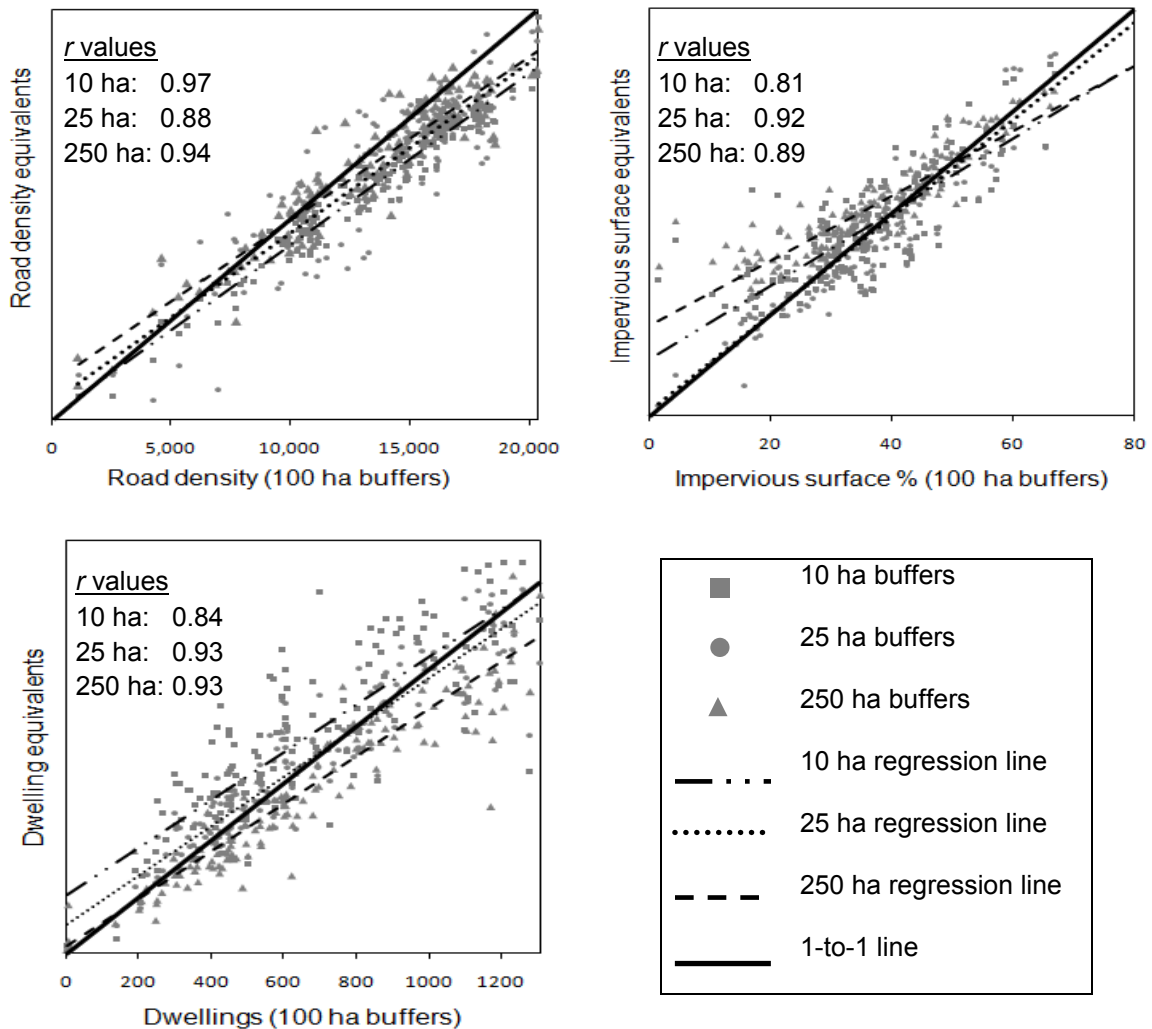 r values
10 ha: 0.97
25 ha: 0.88
250 ha: 0.94
Road density equivalents
0 5,000 10,000 15,000 20,000
Road density (100 ha buffers)
r values
10 ha: 0.81
25 ha: 0.92
250 ha: 0.89
Impervious surface equivalents
0 20 40 60 80
Impervious surface % (100 ha buffers)
r values
10 ha: 0.84
25 ha: 0.93
250 ha: 0.93
Dwelling equivalents
0 200 400 600 800 1000 1200
Dwellings (100 ha buffers)
10 ha buffers
25 ha buffers
250 ha buffers
10 ha regression line
25 ha regression line
250 ha regression line
1-to-1 line